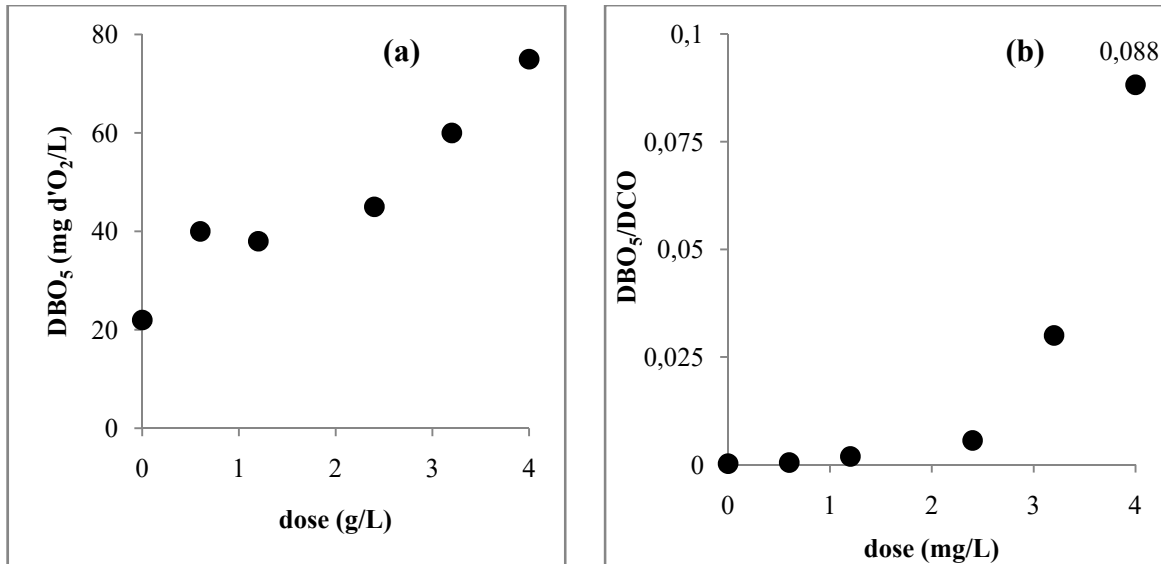 (a)
80
60
40
20
0
0 1 2 3 4
DBO₅ (mg d'O₂/L)
dose (g/L)
(b)
0,088
0,1
0,075
0,05
0,025
0
0 1 2 3 4
DBO₅/DCO
dose (mg/L)